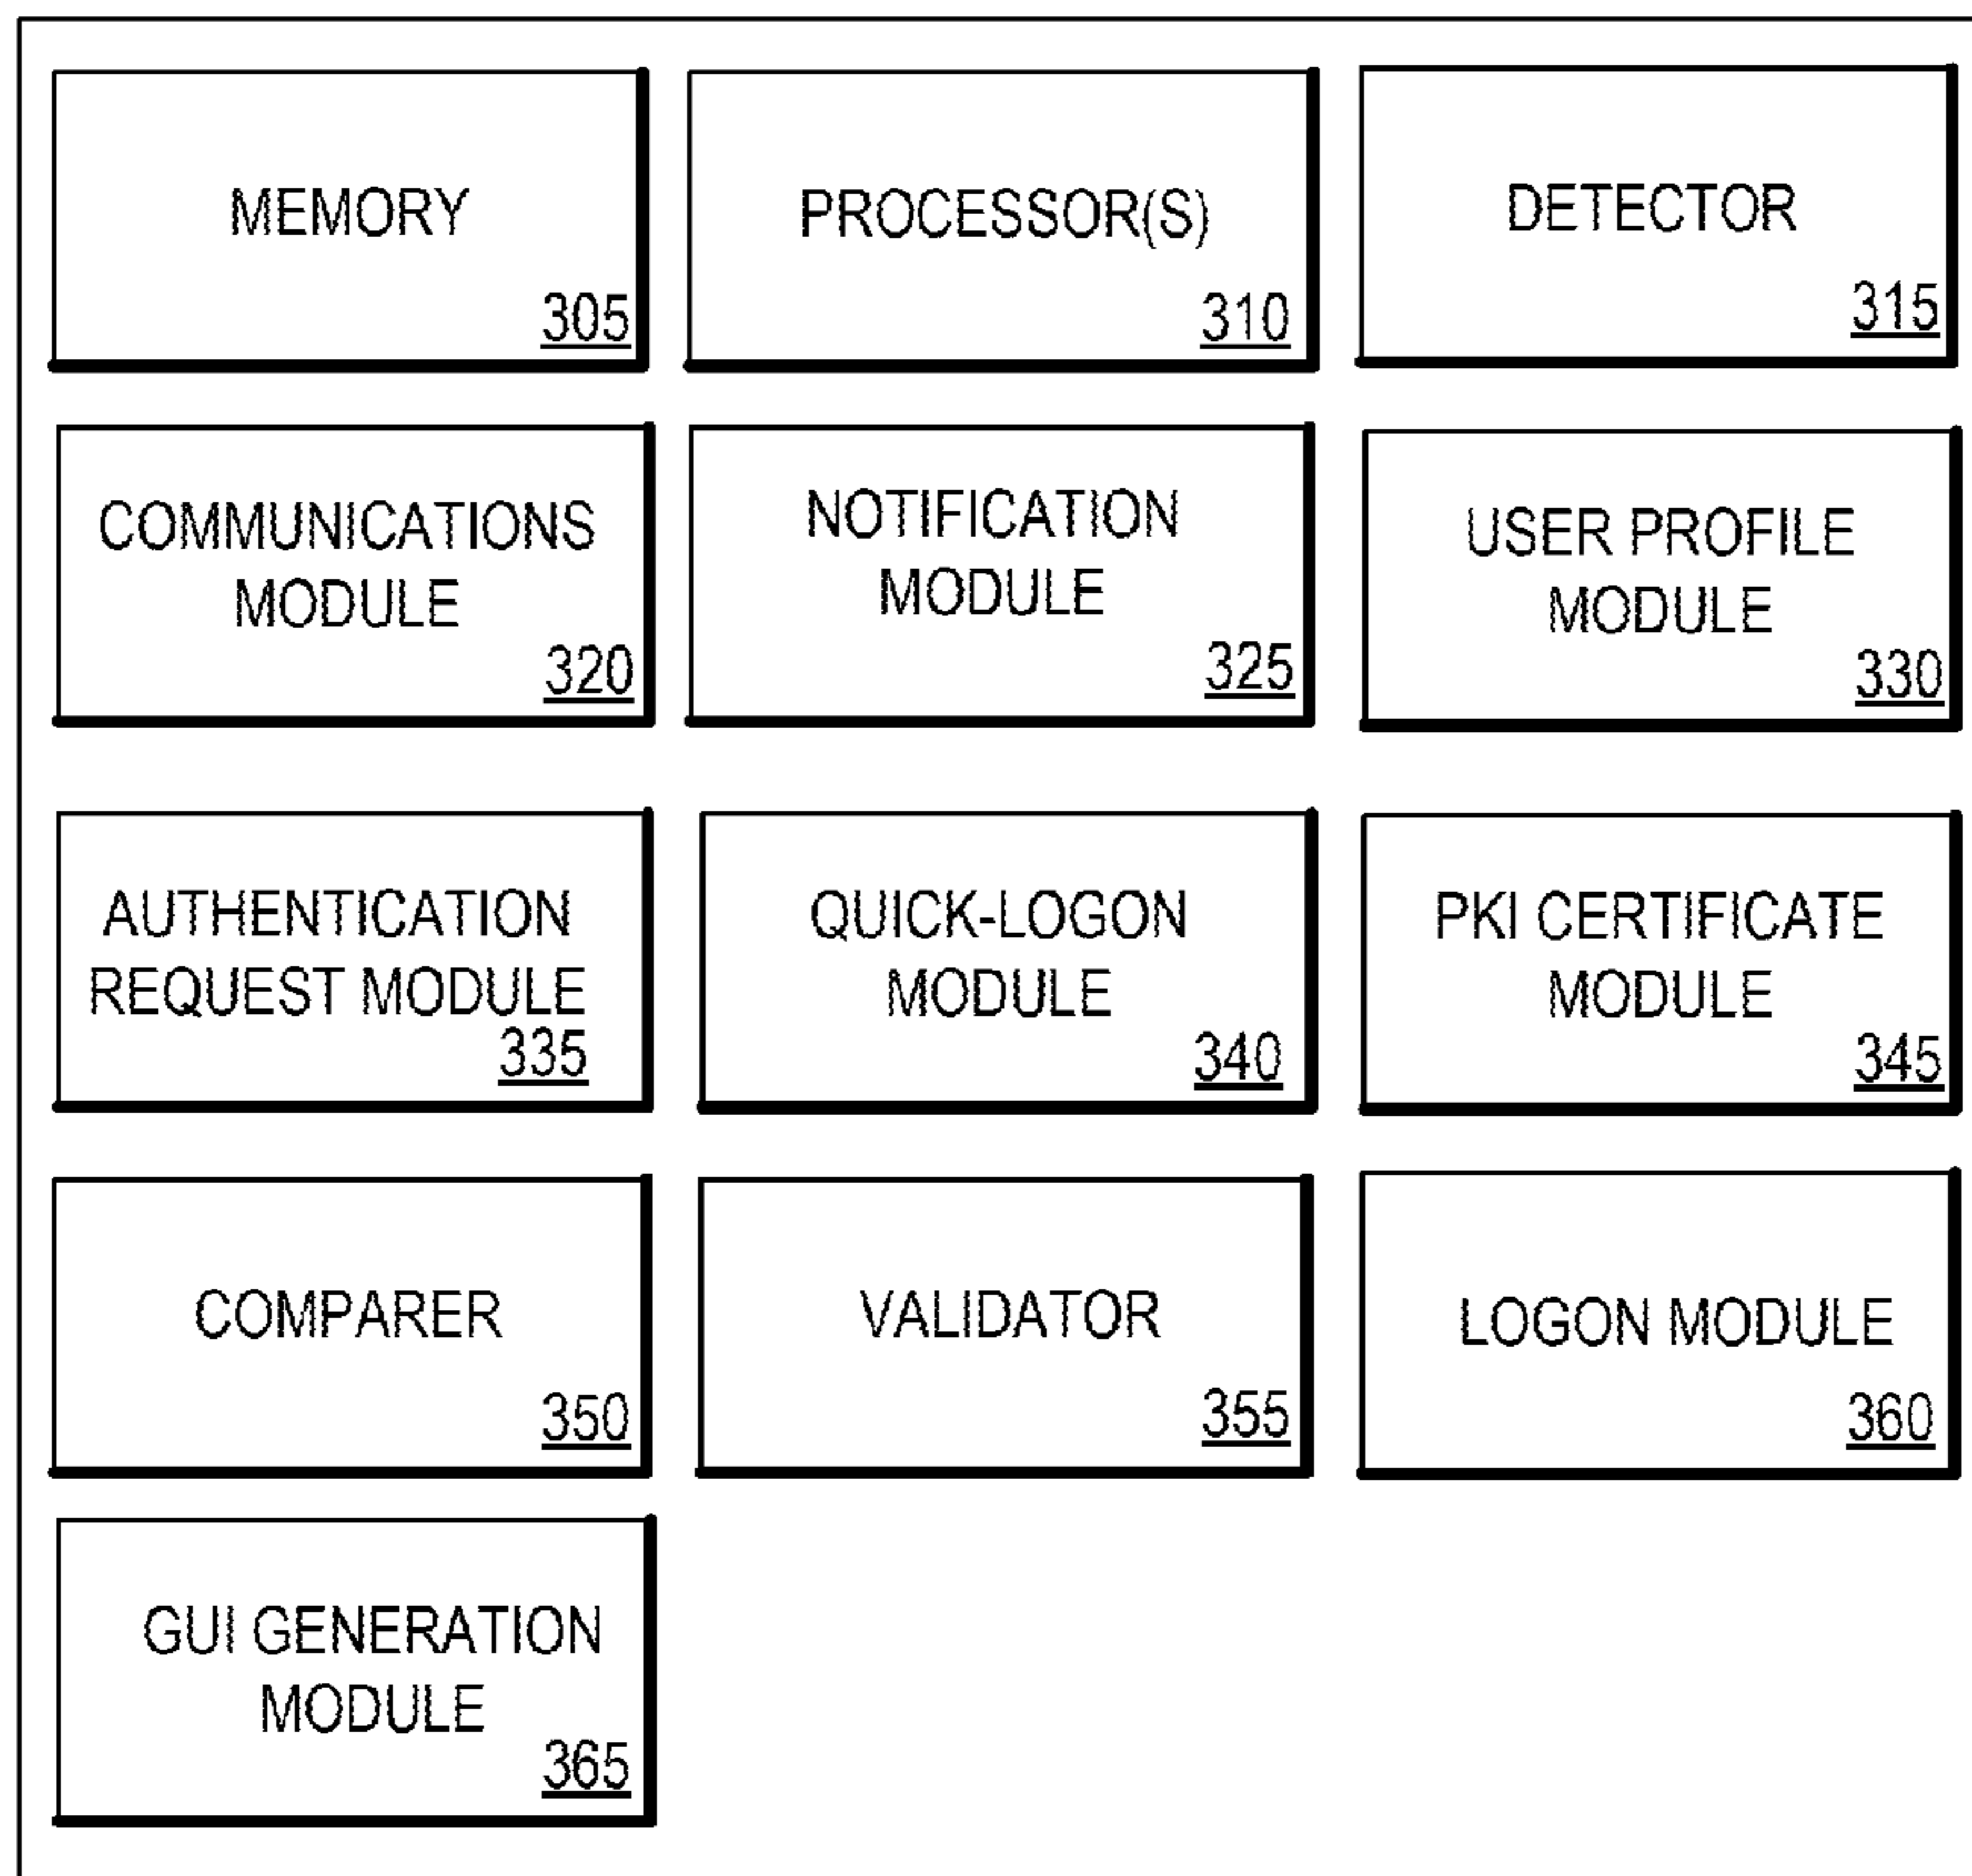 MEMORY
305
PROCESSOR(S)
310
DETECTOR
315
COMMUNICATIONS
MODULE
320
NOTIFICATION
MODULE
325
USER PROFILE
MODULE
330
AUTHENTICATION
REQUEST MODULE
335
QUICK-LOGON
MODULE
340
PKI CERTIFICATE
MODULE
345
COMPARER
350
VALIDATOR
355
LOGON MODULE
360
GUI GENERATION
MODULE
365